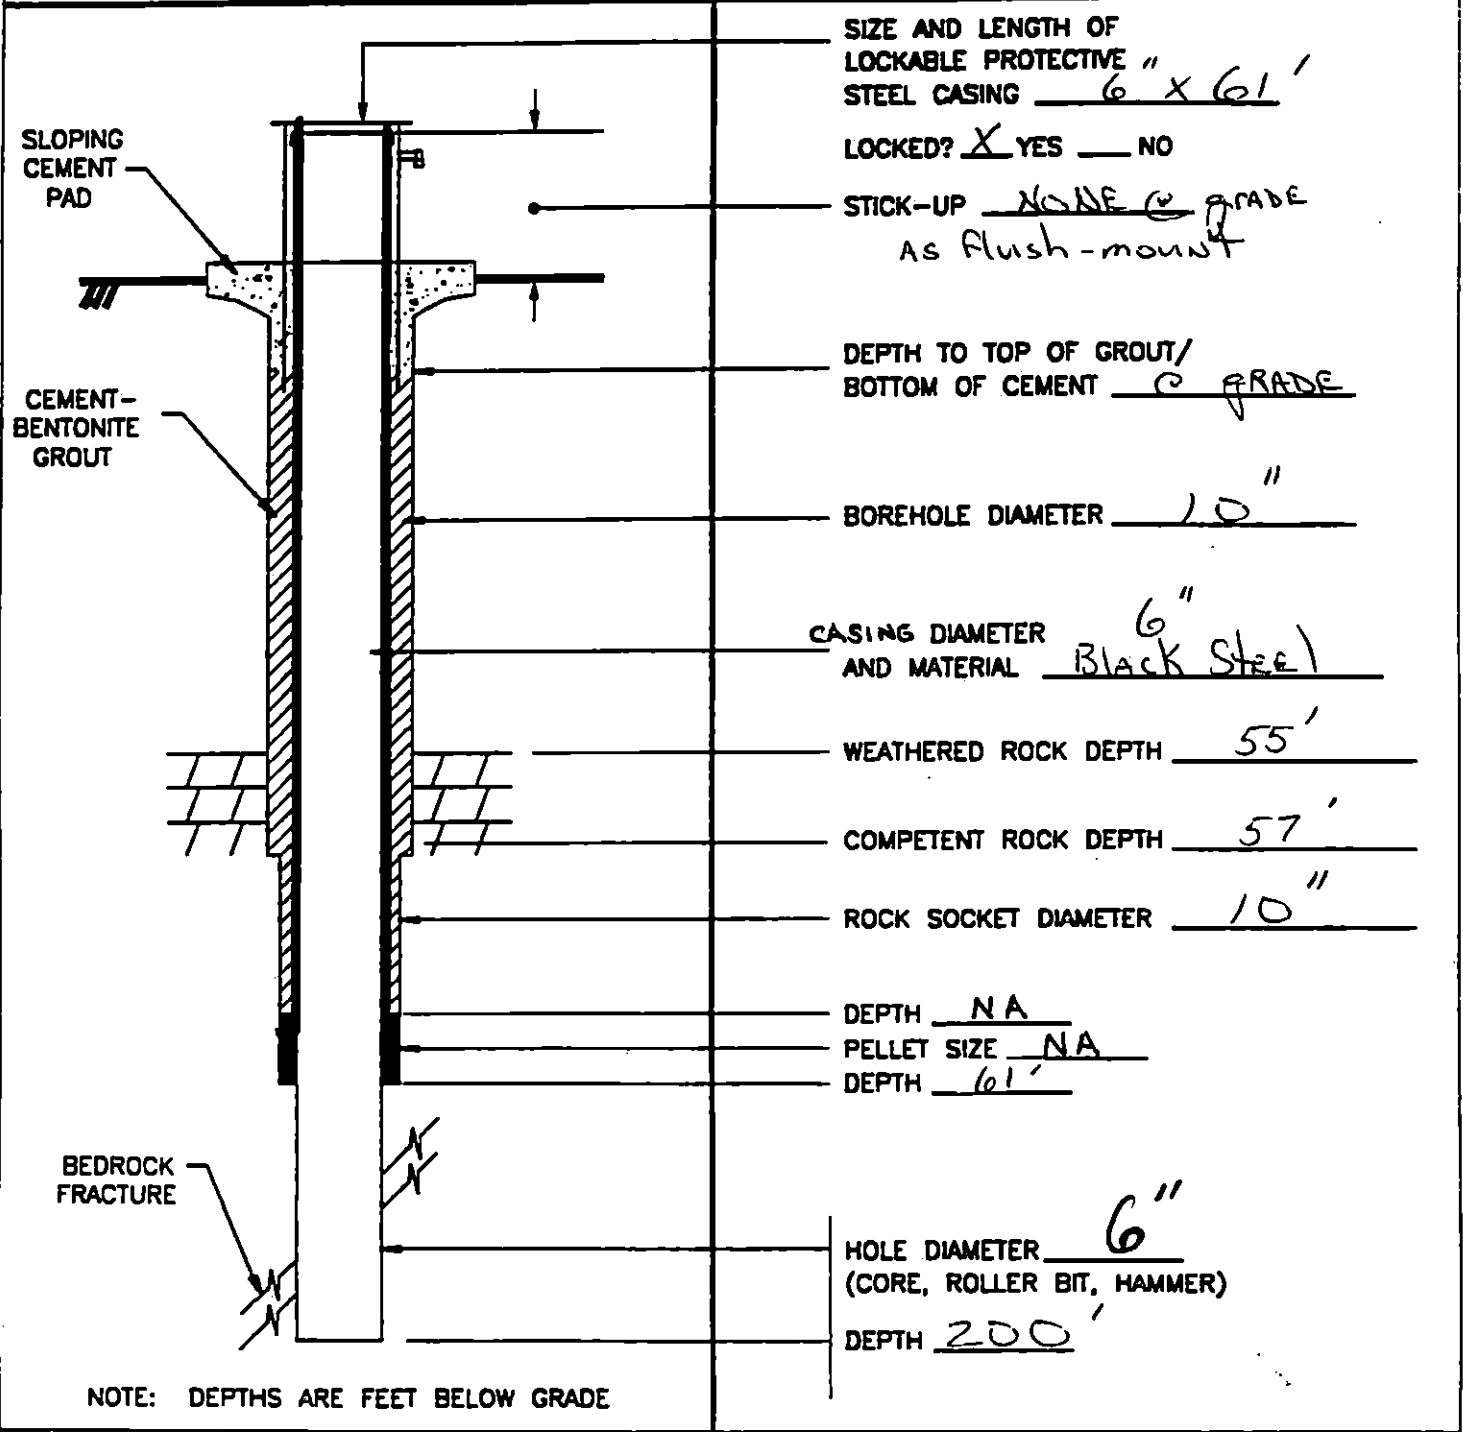 SIZE AND LENGTH OF
LOCKABLE PROTECTIVE
STEEL CASING 6" X 61'
LOCKED? X YES ___ NO
STICK-UP NONE @ grADE
As flush-mount
DEPTH TO TOP OF GROUT/
BOTTOM OF CEMENT @ gRADE
BOREHOLE DIAMETER 10"
CASING DIAMETER 6"
AND MATERIAL BlAck SteEl
WEATHERED ROCK DEPTH 55'
COMPETENT ROCK DEPTH 57'
ROCK SOCKET DIAMETER 10"
DEPTH NA
PELLET SIZE NA
DEPTH 61'
HOLE DIAMETER 6"
(CORE, ROLLER BIT, HAMMER)
DEPTH 200'
SLOPING
CEMENT
PAD
CEMENT-
BENTONITE
GROUT
BEDROCK
FRACTURE
NOTE: DEPTHS ARE FEET BELOW GRADE